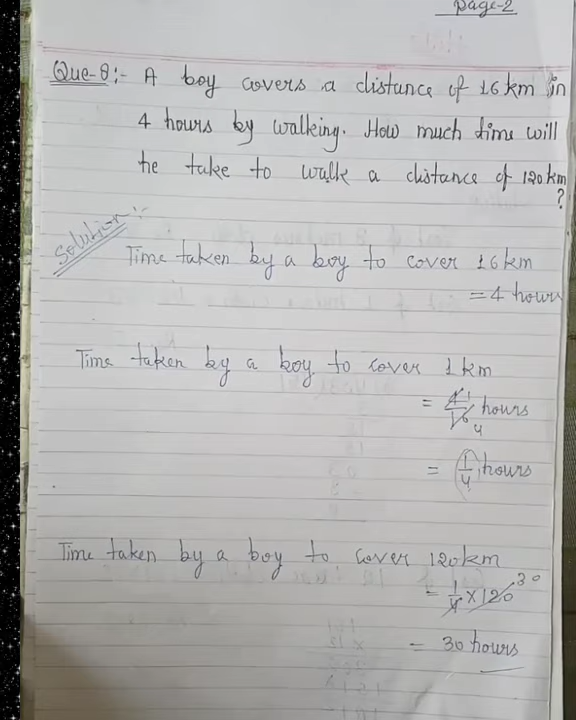 Page-2
Que-8:- A boy covers a distance of 16 km in
4 hours by walking. How much time will
he take to walk a distance of 120 km
?
Solution:-
Time taken by a boy to cover 16 km
= 4 hours
Time taken by a boy to cover 1 km
= 4/16 hours 1 4
= 1/4 hours
Time taken by a boy to cover 120 km
= 1/4 × 120 30
= 30 hours